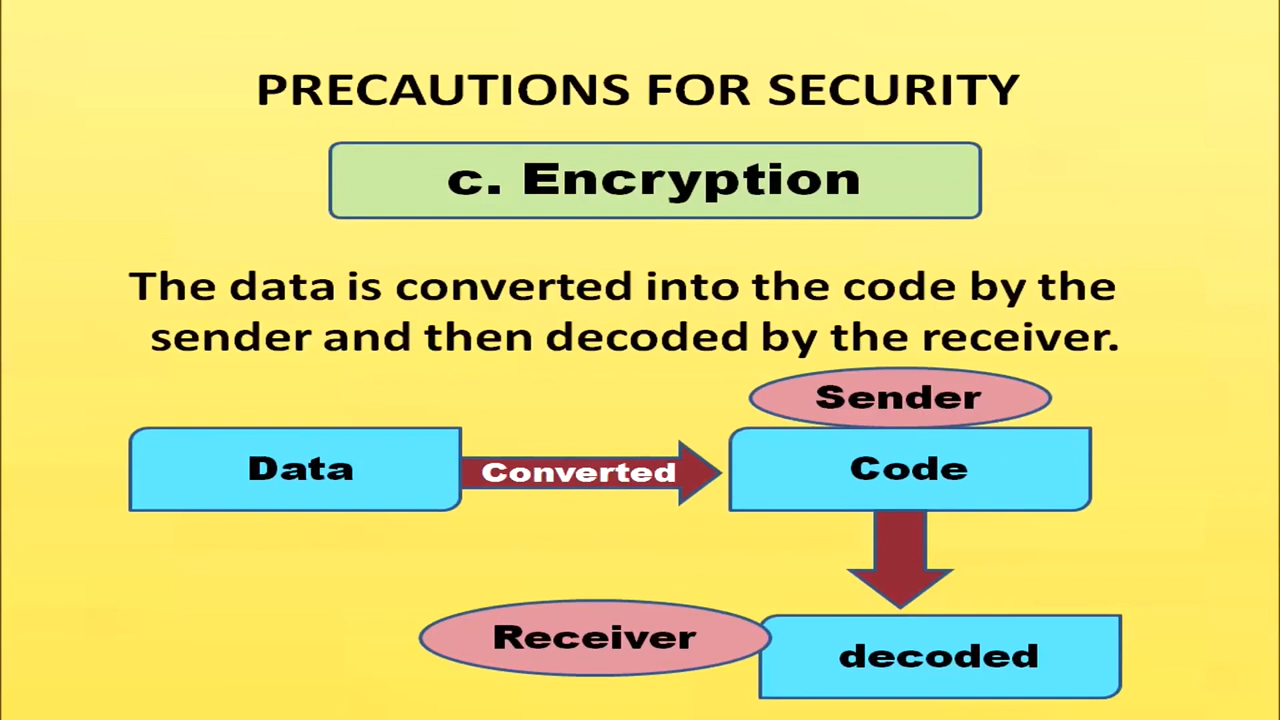 PRECAUTIONS FOR SECURITY
c. Encryption
The data is converted into the code by the
sender and then decoded by the receiver.
Sender
Data
Converted
Code
Receiver
decoded